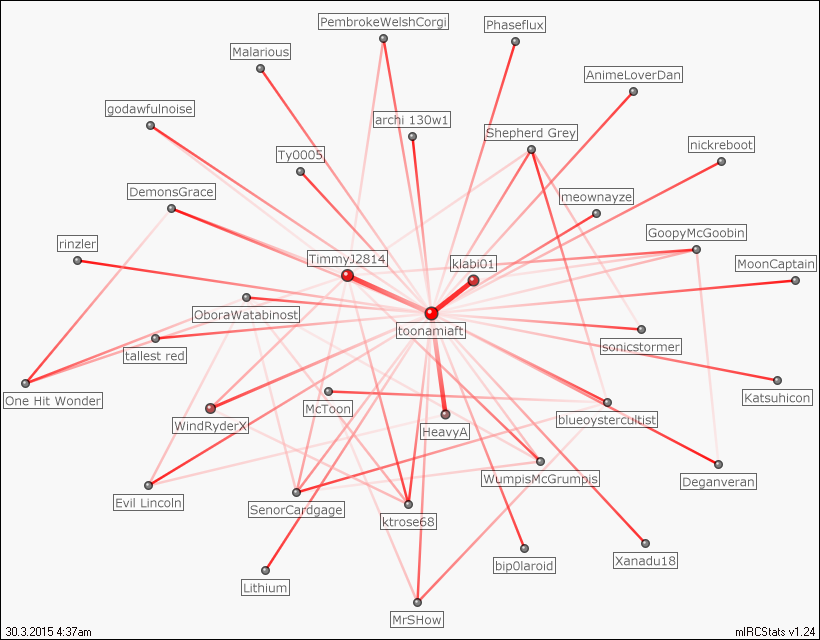 PembrokeWelshCorgi
Phaseflux
Malarious
AnimeLoverDan
godawfulnoise
archi 130w1
Shepherd Grey
nickreboot
Ty0005
DemonsGrace
meownayze
GoopyMcGoobin
rinzler
TimmyJ2814
klabi01
MoonCaptain
OboraWatabinost
toonamiaft
tallest red
sonicstormer
One Hit Wonder
McToon
Katsuhicon
WindRyderX
HeavyA
blueoystercultist
WumpisMcGrumpis
Deganveran
Evil Lincoln
SenorCardgage
ktrose68
Lithium
bip0laroid
Xanadu18
MrSHow
30.3.2015 4:37am
mIRCStats v1.24